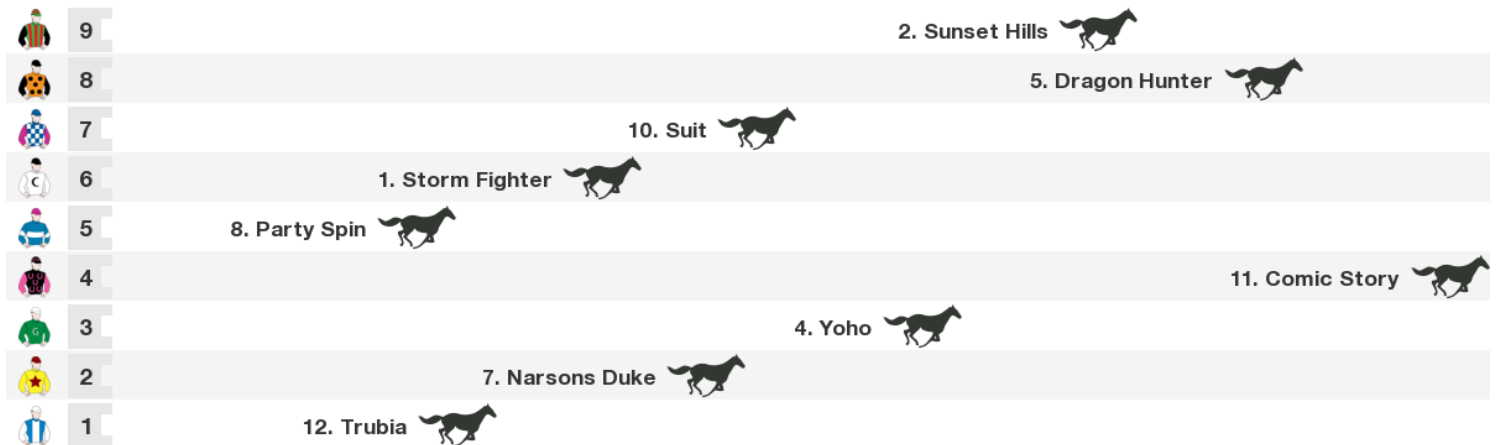 9 2. Sunset Hills
8 5. Dragon Hunter
7 10. Suit
C 6 1. Storm Fighter
5 8. Party Spin
4 11. Comic Story
G 3 4. Yoho
2 7. Narsons Duke
1 12. Trubia